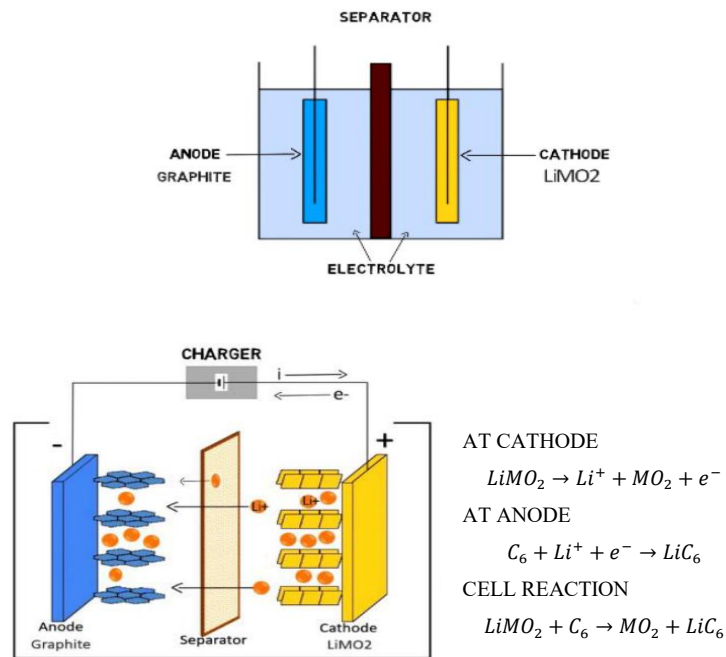 SEPARATOR
ANODE
GRAPHITE
CATHODE
LiMO2
ELECTROLYTE
CHARGER
i
e-
-
+
Li+
Li+
Anode
Graphite
Separator
Cathode
LiMO2
AT CATHODE
LiMO₂ → Li⁺ + MO₂ + e⁻
AT ANODE
C₆ + Li⁺ + e⁻ → LiC₆
CELL REACTION
LiMO₂ + C₆ → MO₂ + LiC₆